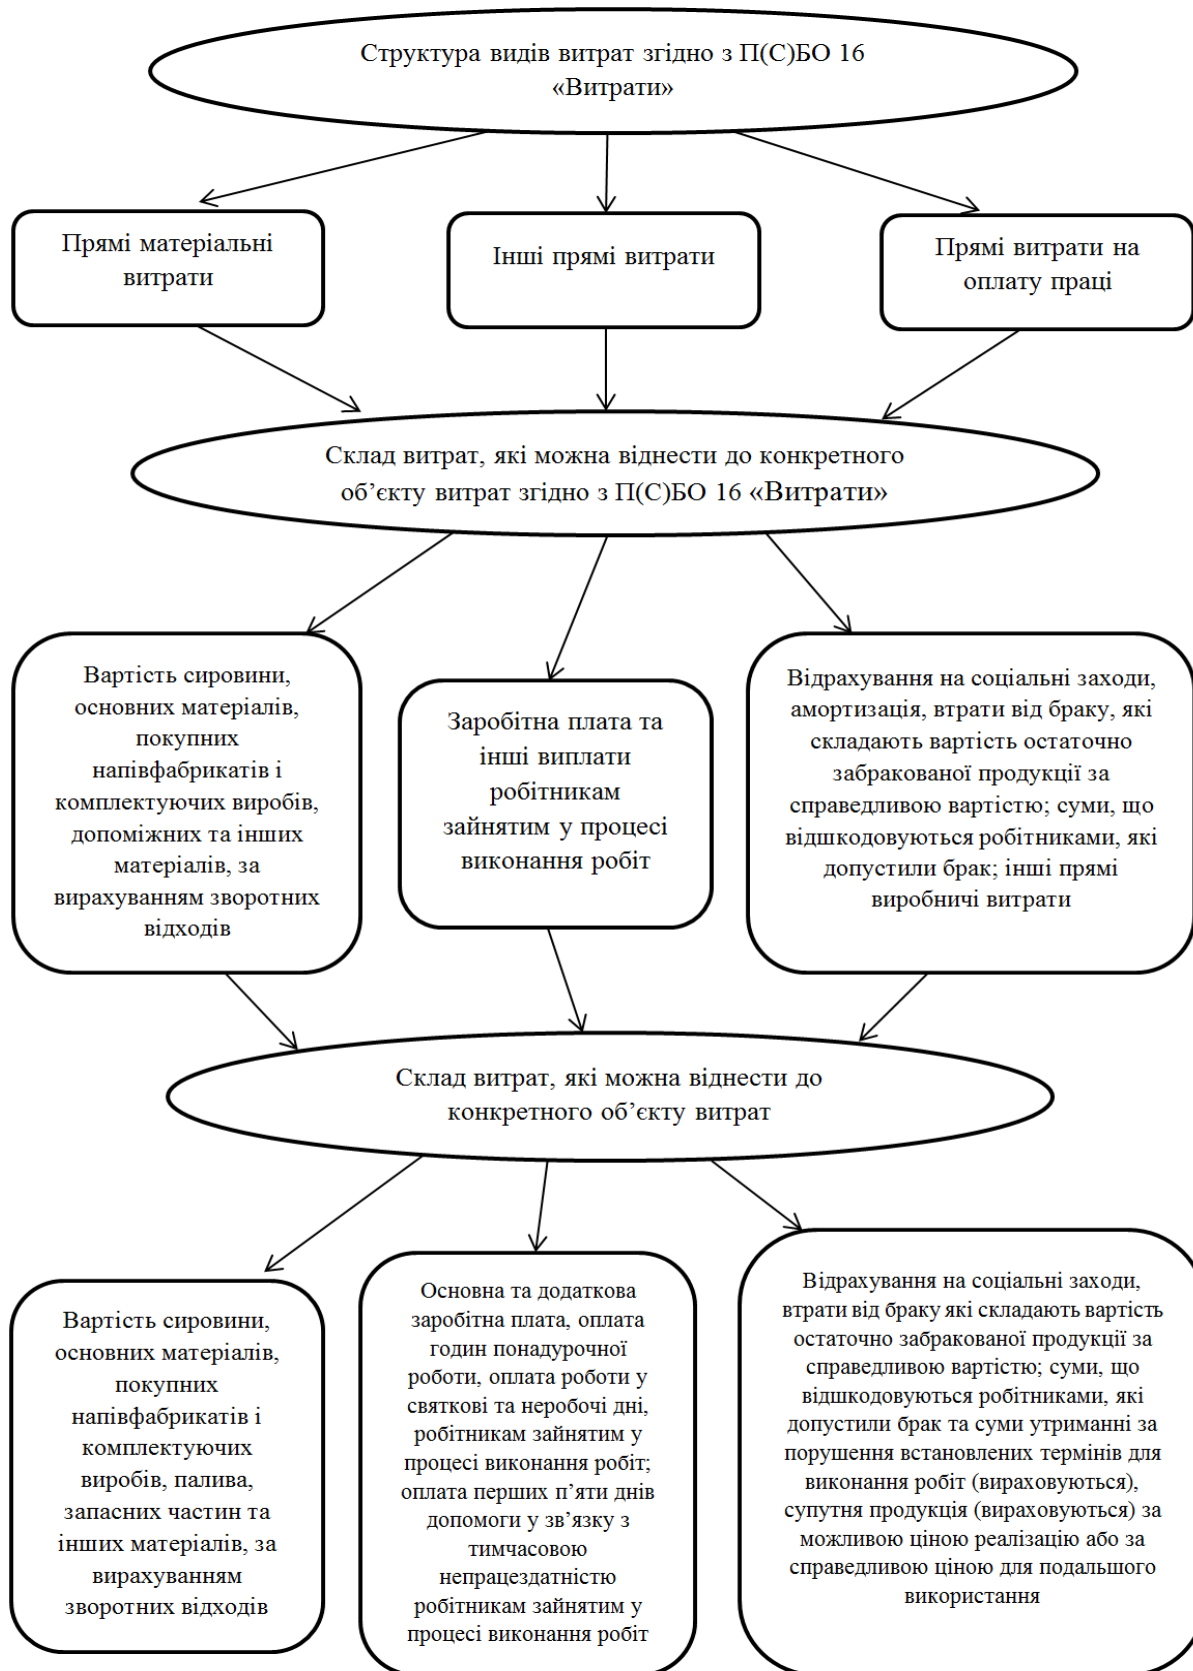 Структура видів витрат згідно з П(С)БО 16
«Витрати»
Прямі матеріальні
витрати
Інші прямі витрати
Прямі витрати на
оплату праці
Склад витрат, які можна віднести до конкретного
об’єкту витрат згідно з П(С)БО 16 «Витрати»
Вартість сировини,
основних матеріалів,
покупних
напівфабрикатів і
комплектуючих виробів,
допоміжних та інших
матеріалів, за
вирахуванням зворотних
відходів
Заробітна плата та
інші виплати
робітникам
зайнятим у процесі
виконання робіт
Відрахування на соціальні заходи,
амортизація, втрати від браку, які
складають вартість остаточно
забракованої продукції за
справедливою вартістю; суми, що
відшкодовуються робітниками, які
допустили брак; інші прямі
виробничі витрати
Склад витрат, які можна віднести до
конкретного об’єкту витрат
Вартість сировини,
основних матеріалів,
покупних
напівфабрикатів і
комплектуючих
виробів, палива,
запасних частин та
інших матеріалів, за
вирахуванням
зворотних відходів
Основна та додаткова
заробітна плата, оплата
годин понадурочної
роботи, оплата роботи у
святкові та неробочі дні,
робітникам зайнятим у
процесі виконання робіт;
оплата перших п’яти днів
допомоги у зв’язку з
тимчасовою
непрацездатністю
робітникам зайнятим у
процесі виконання робіт
Відрахування на соціальні заходи,
втрати від браку які складають вартість
остаточно забракованої продукції за
справедливою вартістю; суми, що
відшкодовуються робітниками, які
допустили брак та суми утриманні за
порушення встановлених термінів для
виконання робіт (вираховуються),
супутня продукція (вираховуються) за
можливою ціною реалізацію або за
справедливою ціною для подальшого
використання